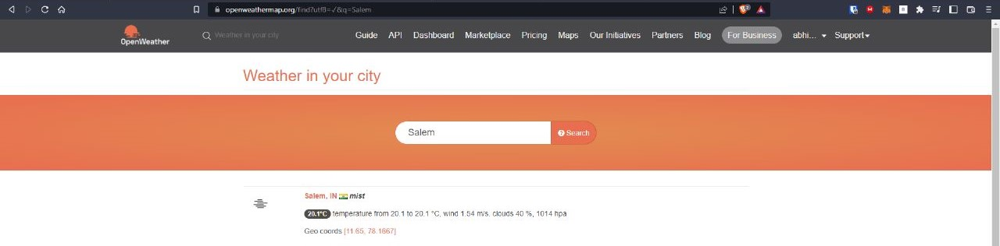 openweathermap.org/find?utf8=✓&q=Salem
2
OpenWeather
Weather in your city
Guide API Dashboard Marketplace Pricing Maps Our Initiatives Partners Blog For Business abhi... Support
Weather in your city
Salem
Search
Salem, IN mist
20.1°C temperature from 20.1 to 20.1 °C, wind 1.54 m/s. clouds 40 %, 1014 hpa
Geo coords [11.65, 78.1667]